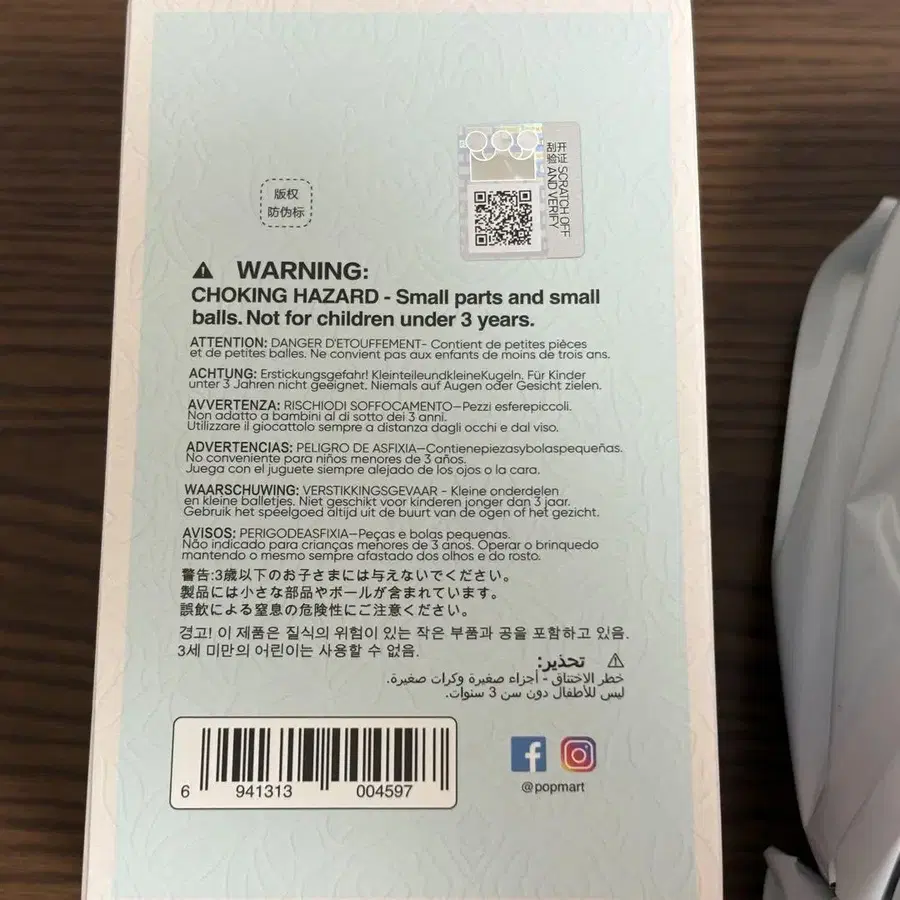 版权
防伪标
刮开
验证
SCRATCH OFF
AND VERIFY
WARNING:
CHOKING HAZARD - Small parts and small
balls. Not for children under 3 years.
ATTENTION: DANGER D'ETOUFFEMENT- Contient de petites pièces
et de petites balles. Ne convient pas aux enfants de moins de trois ans.
ACHTUNG: Erstickungsgefahr! KleinteileundkleineKugeln. Für Kinder
unter 3 Jahren nicht geeignet. Niemals auf Augen oder Gesicht zielen.
AVVERTENZA: RISCHIODI SOFFOCAMENTO—Pezzi esferepiccoli.
Non adatto a bambini al di sotto dei 3 anni.
Utilizzare il giocattolo sempre a distanza dagli occhi e dal viso.
ADVERTENCIAS: PELIGRO DE ASFIXIA—Contienepiezasybolaspequeñas.
No conveniente para niños menores de 3 años.
Juega con el juguete siempre alejado de los ojos o la cara.
WAARSCHUWING: VERSTIKKINGSGEVAAR - Kleine onderdelen
en kleine balletjes. Niet geschikt voor kinderen jonger dan 3 jaar.
Gebruik het speelgoed altijd uit de buurt van de ogen of het gezicht.
AVISOS: PERIGODEASFIXIA—Peças e bolas pequenas.
Não indicado para crianças menores de 3 anos. Operar o brinquedo
mantendo o mesmo sempre afastado dos olhos e do rosto.
警告:3歳以下のお子さまには与えないでください。
製品には小さな部品やボールが含まれています。
誤飲による窒息の危険性にご注意ください。
경고! 이 제품은 질식의 위험이 있는 작은 부품과 공을 포함하고 있음.
3세 미만의 어린이는 사용할 수 없음.
تحذير:
خطر الاختناق - أجزاء صغيرة وكرات صغيرة.
ليس للأطفال دون سن 3 سنوات.
6 941313 004597
@popmart